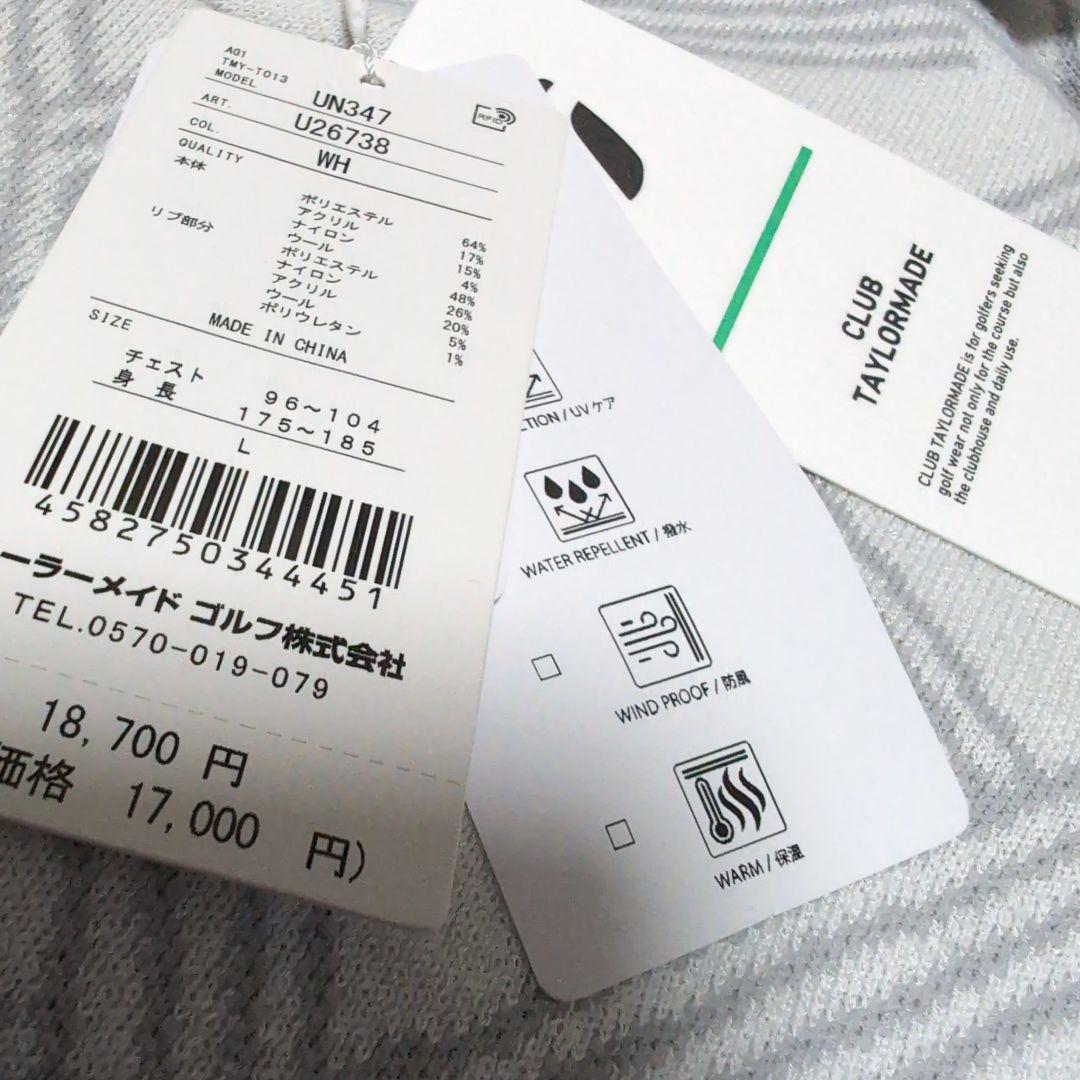 AG1
TMY-T013
MODEL UN347
RFID
ART. U26738
COL. WH
QUALITY
本体
ポリエステル 64%
アクリル 17%
ナイロン 15%
ウール 4%
リブ部分
ポリエステル 48%
ナイロン 26%
アクリル 20%
ウール 5%
ポリウレタン 1%
MADE IN CHINA
SIZE
チェスト 96~104
身 長 175~185
L
4582750344451
ーラーメイド ゴルフ株式会社
TEL.0570-019-079
18,700 円
価格 17,000 円)
CTION / UV ケア
WATER REPELLENT / 撥水
WIND PROOF / 防風
WARM / 保温
CLUB
TAYLORMADE
CLUB TAYLORMADE is for golfers seeking
golf wear not only for the course but also
the clubhouse and daily use.